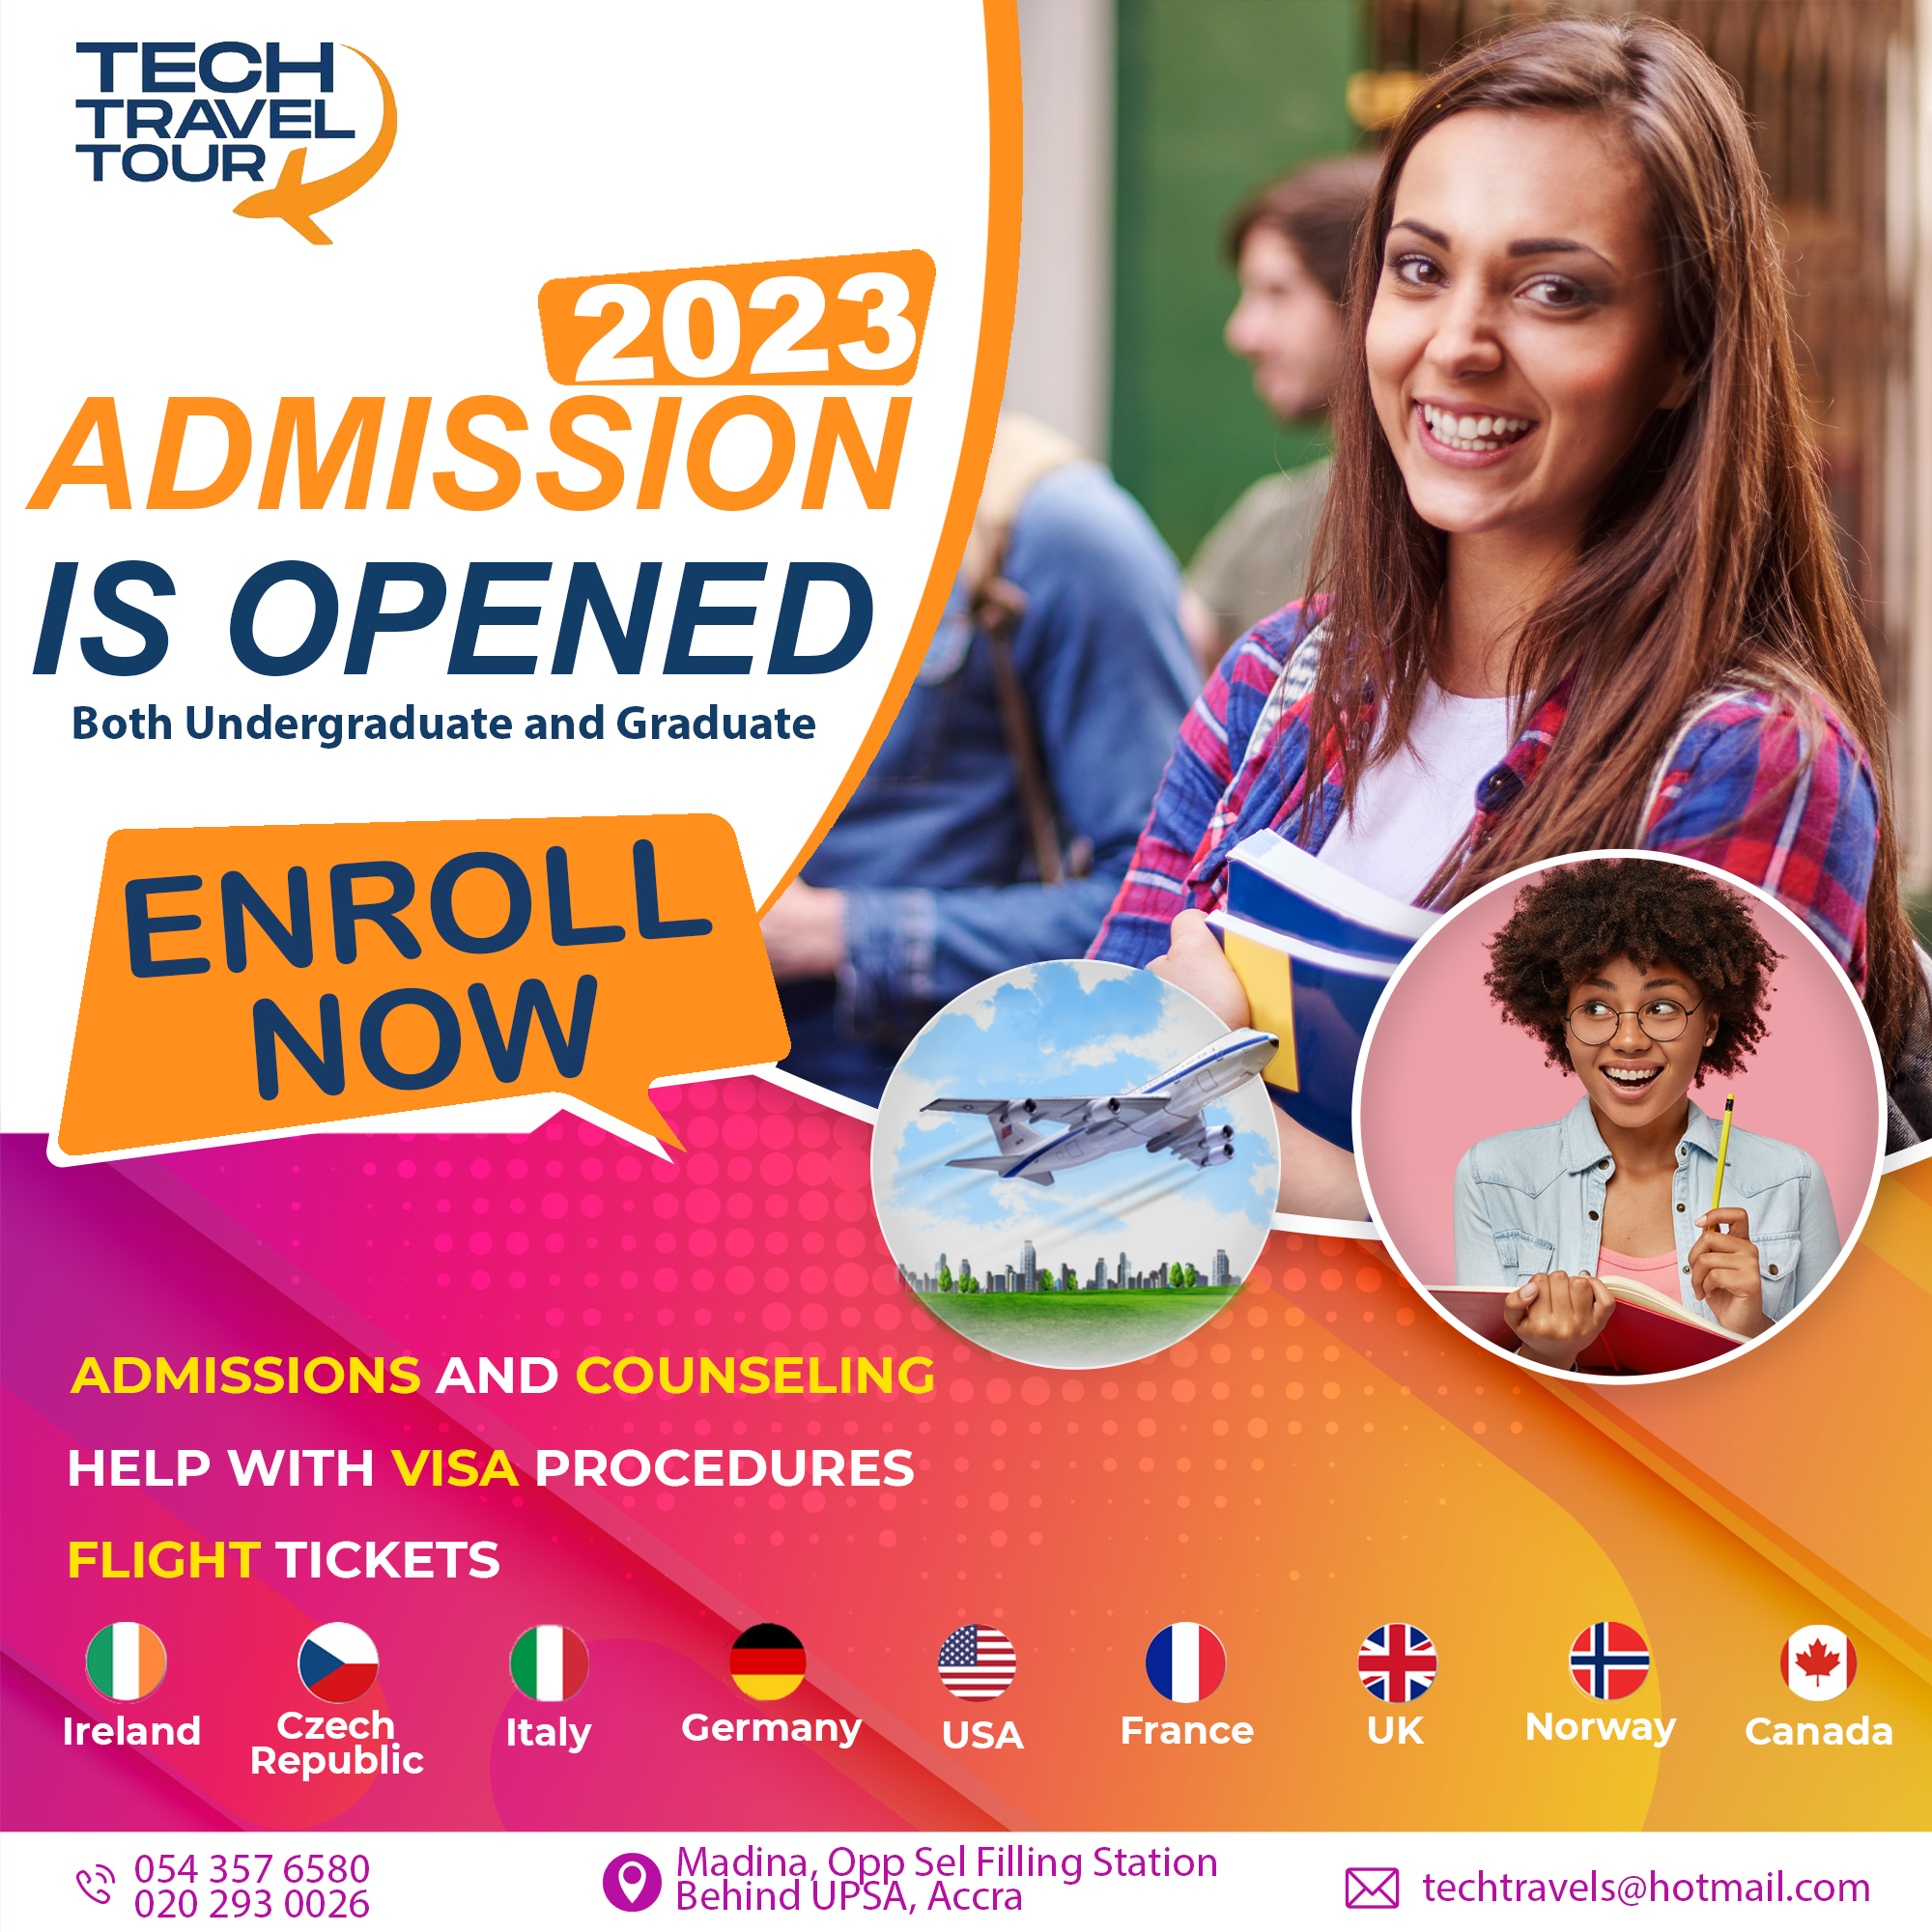 TECH
TRAVEL
TOUR
2023
ADMISSION
IS OPENED
Both Undergraduate and Graduate
ENROLL
NOW
ADMISSIONS AND COUNSELING
HELP WITH VISA PROCEDURES
FLIGHT TICKETS
Ireland
Czech
Republic
Italy
Germany
USA
France
UK
Norway
Canada
054 357 6580
020 293 0026
Madina, Opp Sel Filling Station
Behind UPSA, Accra
techtravels@hotmail.com